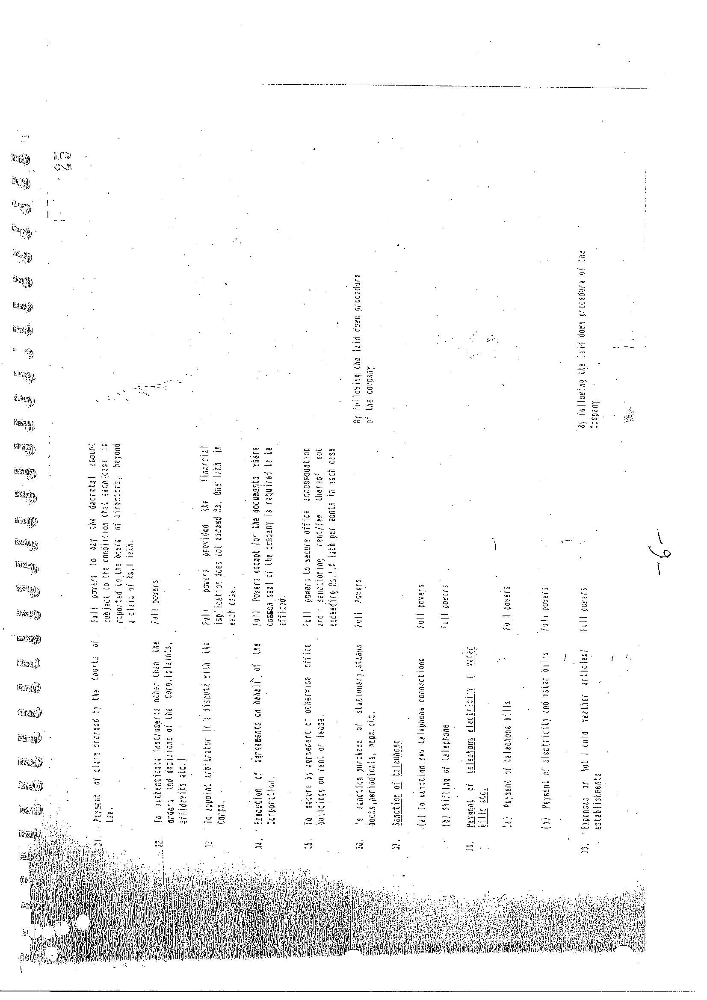 31. Payment of claim decreed by the courts of
Law.
Full powers to pay the decretal amount
subject to the condition that each case is
reported to the board of directors, beyond
a claim of Rs.1 lakh.
32. To authenticate instruments other than the
orders and decisions of the Corp.(plaints,
affidavits etc.)
Full powers
33. To appoint arbitrator in a dispute with the
Corpn.
Full powers provided the financial
implication does not exceed Rs. One lakh in
each case.
34. Execution of agreements on behalf of the
Corporation.
Full Powers except for the documents where
common seal of the company is required to be
affixed.
35. To secure by agreement or otherwise office
buildings on rent or lease.
Full powers to secure office accommodation
and sanctioning rent/fee thereof not
exceeding Rs.1.0 lakh per month in each case
36. To sanction purchase of stationary,stamps
books,periodicals, maps etc.
Full powers
By following the laid down procedure
of the company
37. Sanction of telephone
(a) To sanction new telephone connections
Full powers
(b) Shifting of telephone
Full powers
38. Payment of telephone electricity & water
bills etc.
(a) Payment of telephone bills
Full powers
(b) Payment of electricity and water bills
Full powers
39. Expenses on hot / cold weather articles/
establishments
Full powers
By following the laid down procedure of the
company.